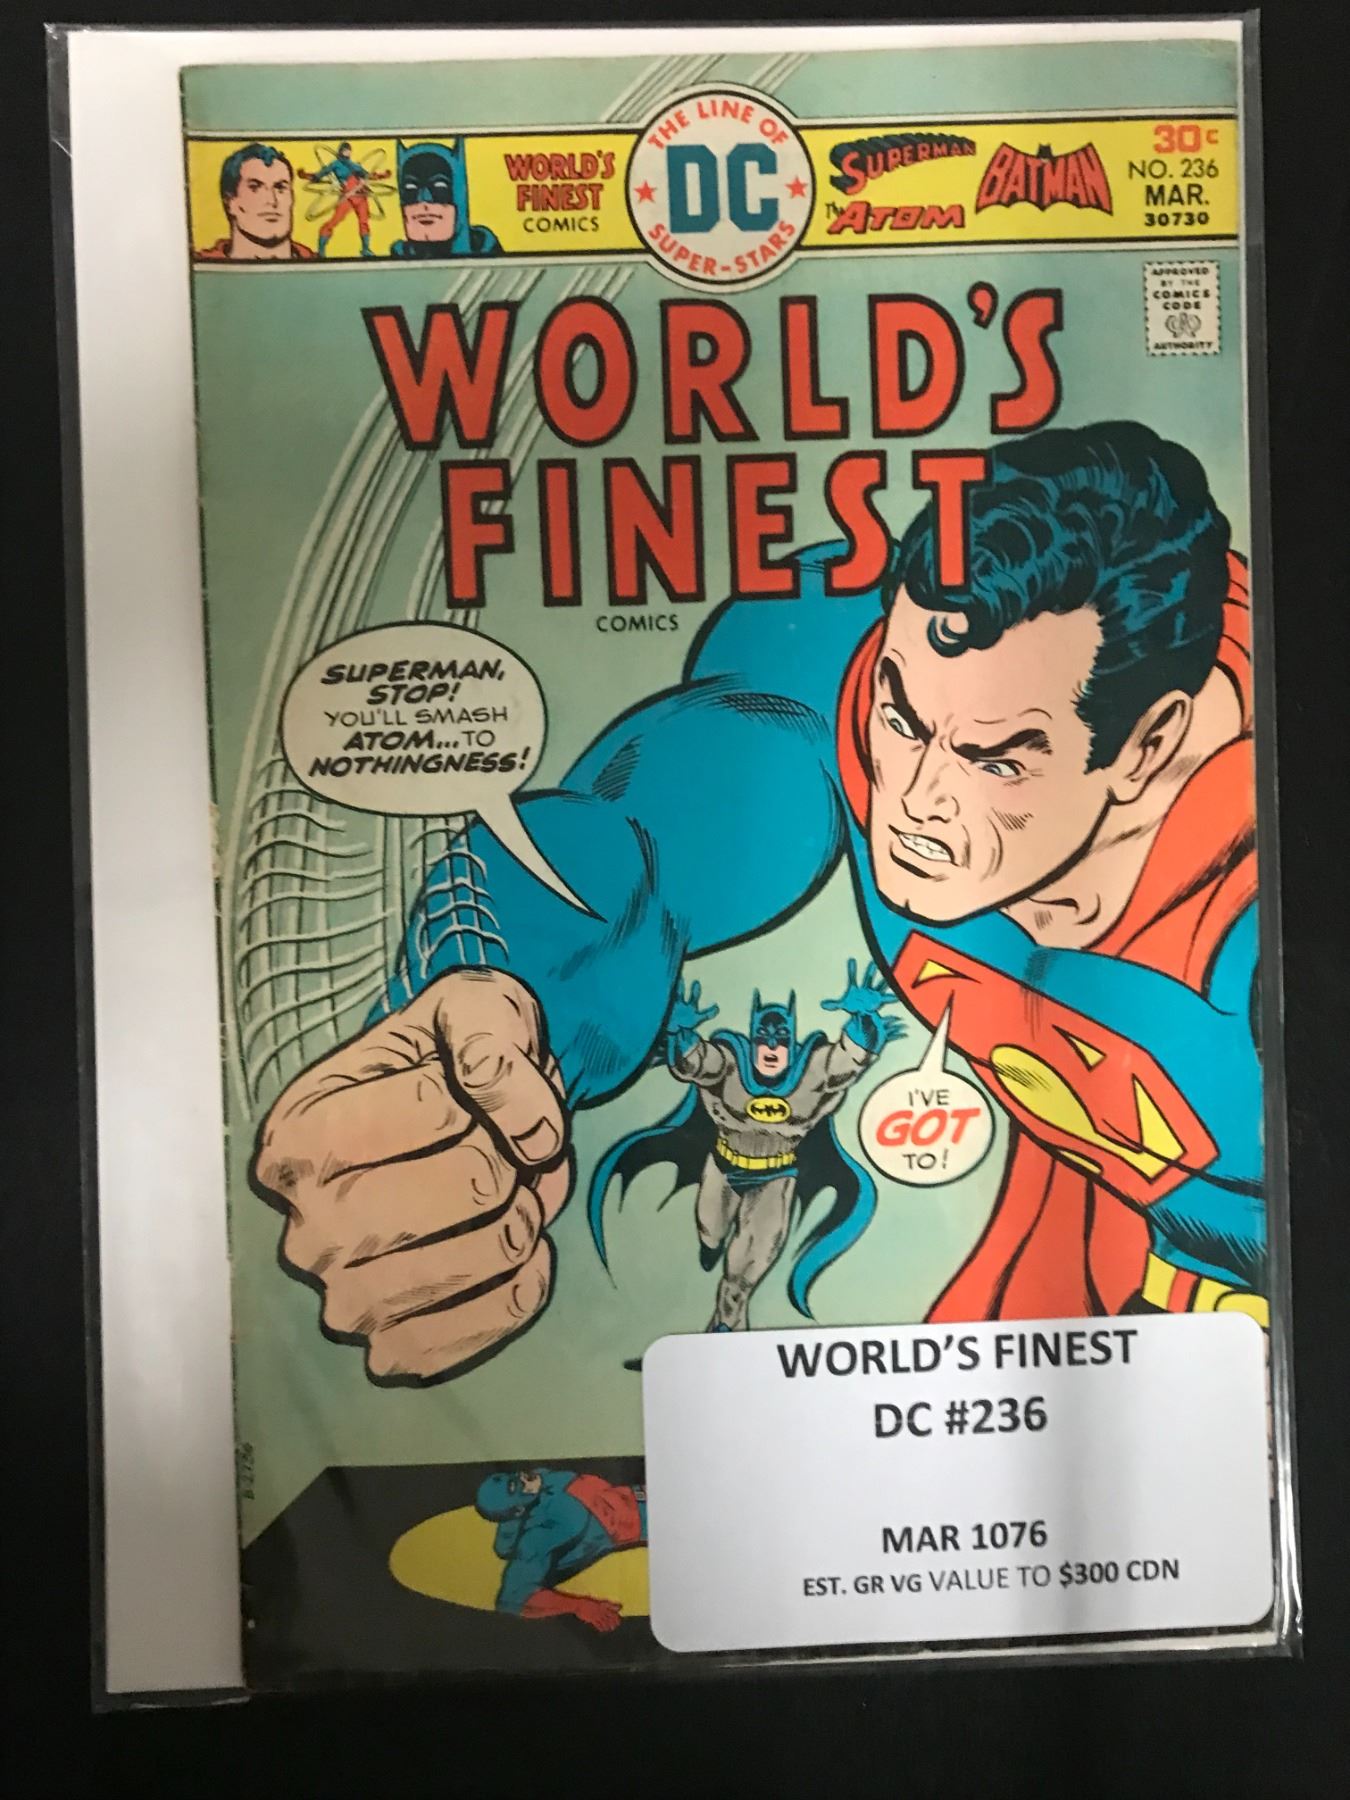 THE LINE OF
DC
SUPER-STARS
WORLD'S
FINEST
COMICS
SUPERMAN
BATMAN
The ATOM
30¢
NO. 236
MAR.
30730
APPROVED
BY THE
COMICS
CODE
CA
AUTHORITY
WORLD'S
FINEST
COMICS
SUPERMAN,
STOP!
YOU'LL SMASH
ATOM...TO
NOTHINGNESS!
I'VE
GOT
TO!
B-2786
WORLD'S FINEST
DC #236
MAR 1076
EST. GR VG VALUE TO $300 CDN